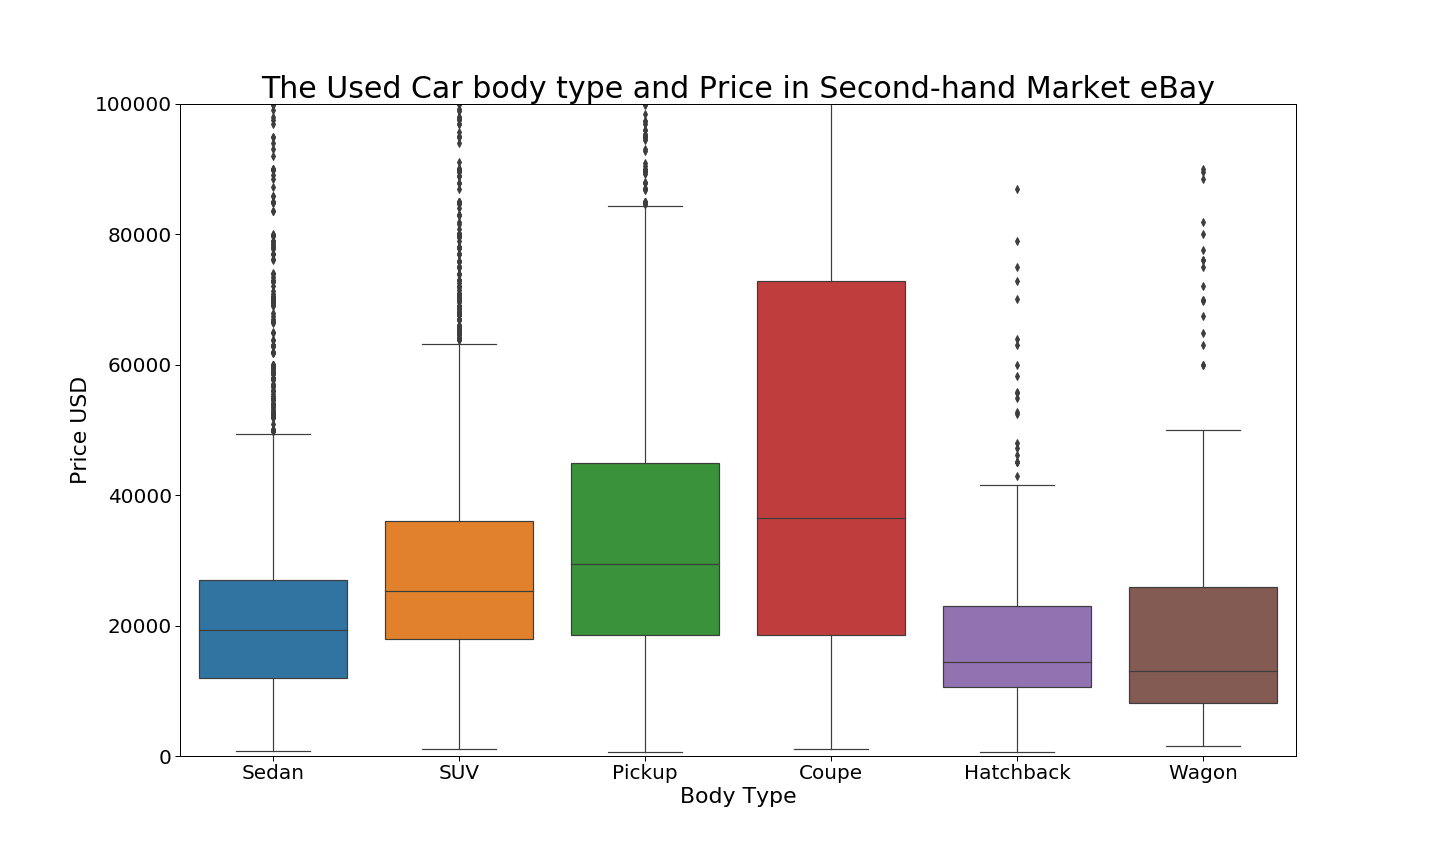 The Used Car body type and Price in Second-hand Market eBay
100000
80000
60000
40000
20000
0
Price USD
Sedan SUV Pickup Coupe Hatchback Wagon
Body Type